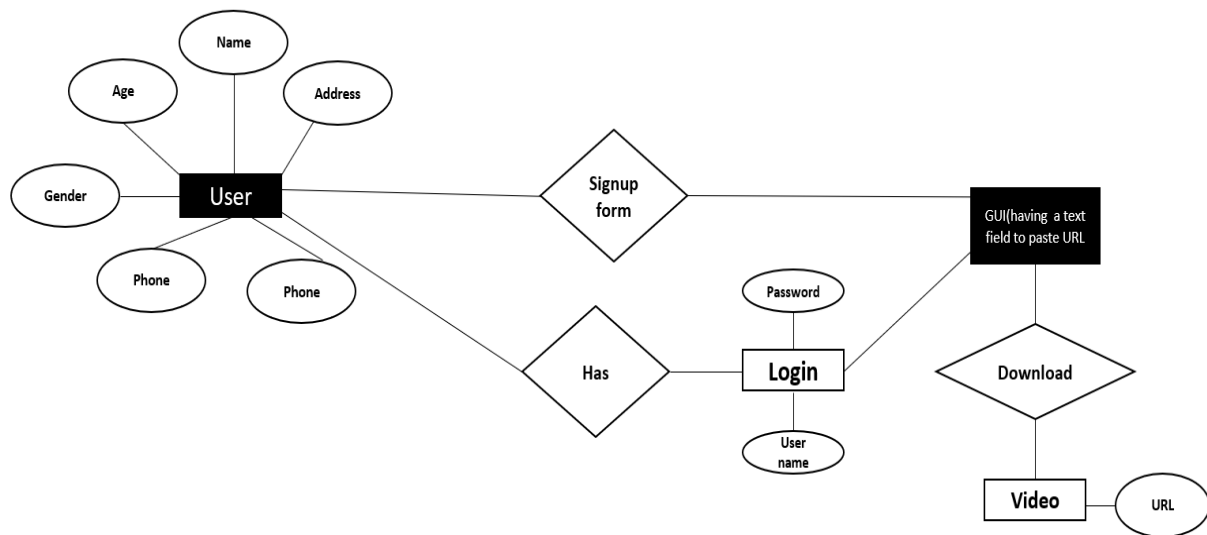 Name
Age
Address
Gender
User
Signup
form
GUI(having a text
field to paste URL
Phone
Phone
Password
Has
Login
Download
User
name
Video
URL